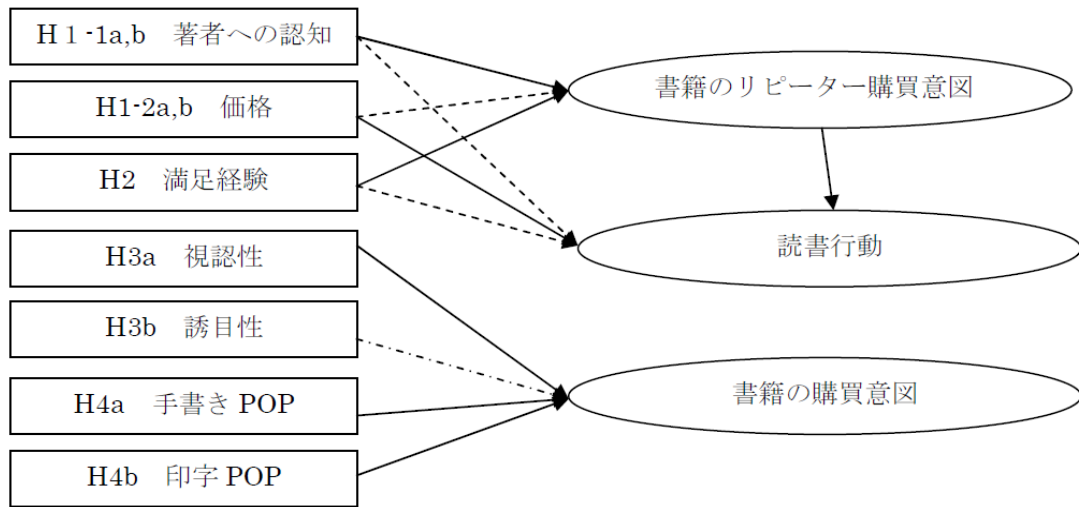 H１-1a,b　著者への認知
H1-2a,b　価格
H2　満足経験
H3a　視認性
H3b　誘目性
H4a　手書き POP
H4b　印字 POP
書籍のリピーター購買意図
読書行動
書籍の購買意図